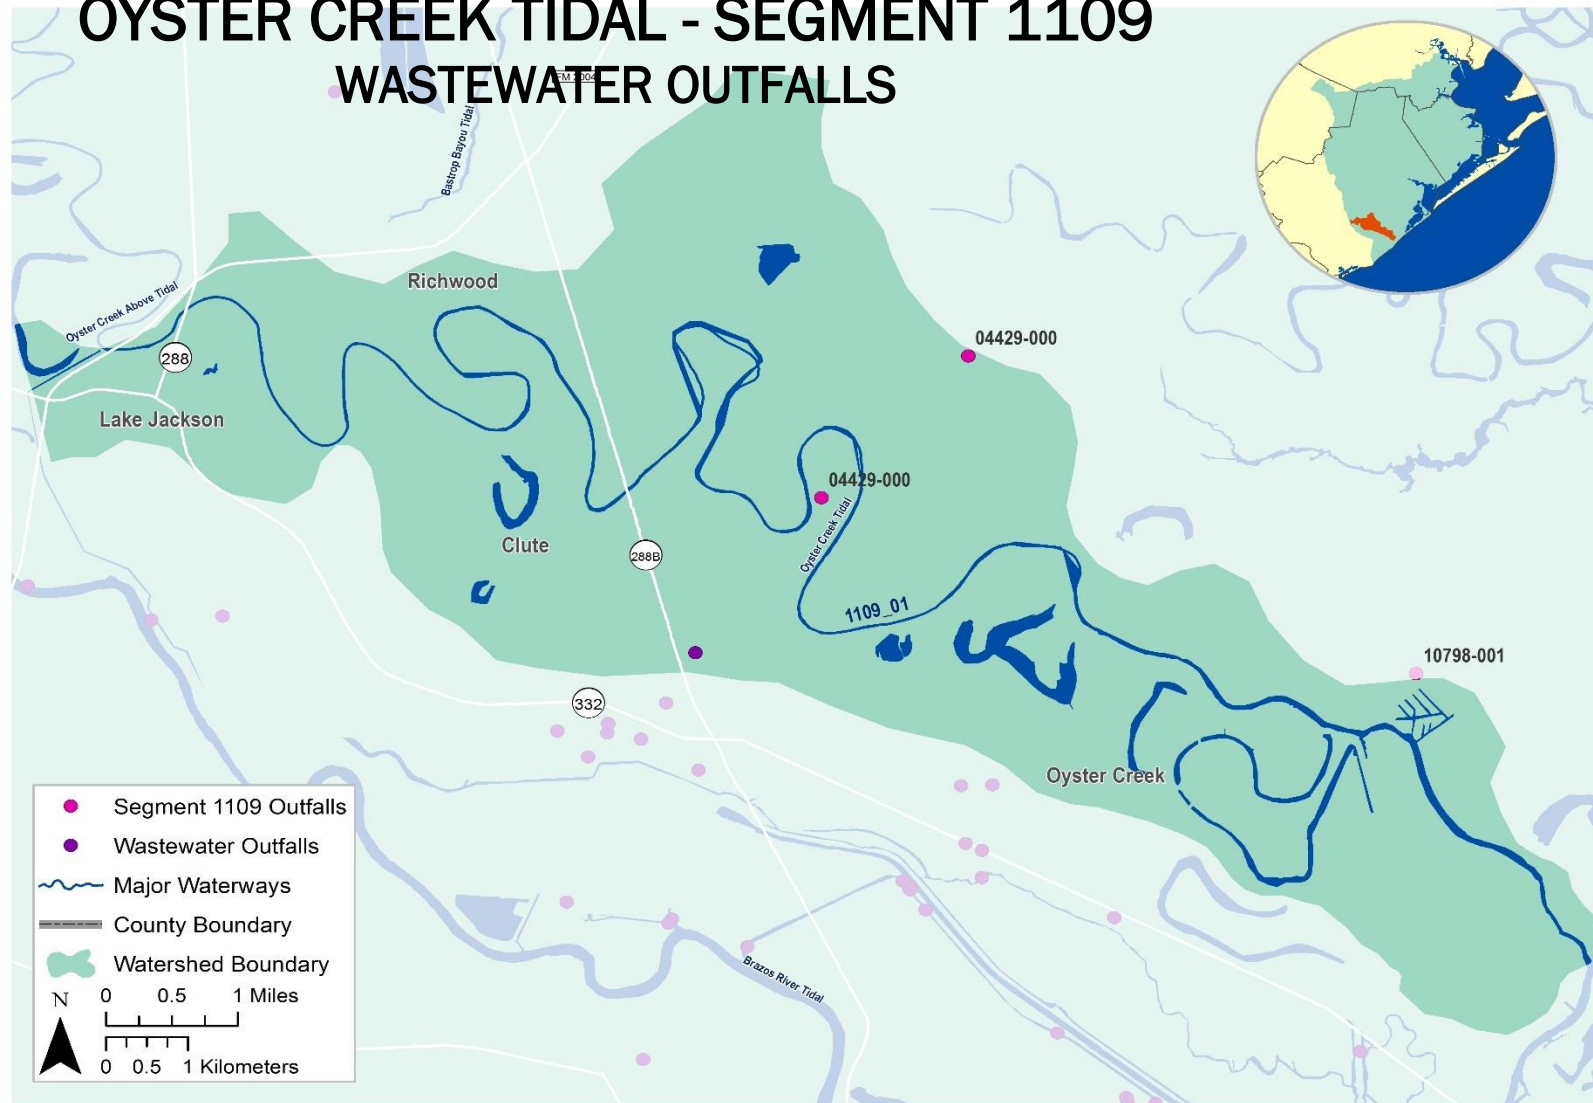 OYSTER CREEK TIDAL - SEGMENT 1109
WASTEWATER OUTFALLS
FM 2004
Bastrop Bayou Tidal
Richwood
Oyster Creek Above Tidal
288
Lake Jackson
04429-000
04429-000
Oyster Creek Tidal
Clute
288B
1109_01
10798-001
332
Oyster Creek
Brazos River Tidal
Segment 1109 Outfalls
Wastewater Outfalls
Major Waterways
County Boundary
Watershed Boundary
N
0 0.5 1 Miles
0 0.5 1 Kilometers